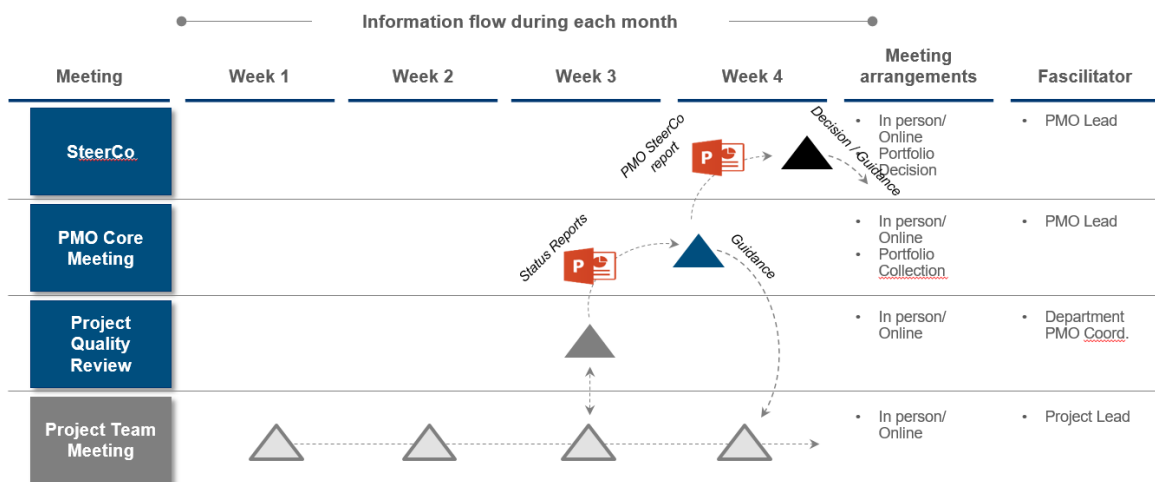 Information flow during each month
Meeting
Week 1
Week 2
Week 3
Week 4
Meeting
arrangements
Fascilitator
SteerCo
PMO SteerCo
report
P
Decision / Guidance
• In person/
Online
Portfolio
Decision
• PMO Lead
PMO Core
Meeting
Status Reports
P
Guidance
• In person/
Online
• Portfolio
Collection
• PMO Lead
Project
Quality
Review
• In person/
Online
• Department
PMO Coord.
Project Team
Meeting
• In person/
Online
• Project Lead